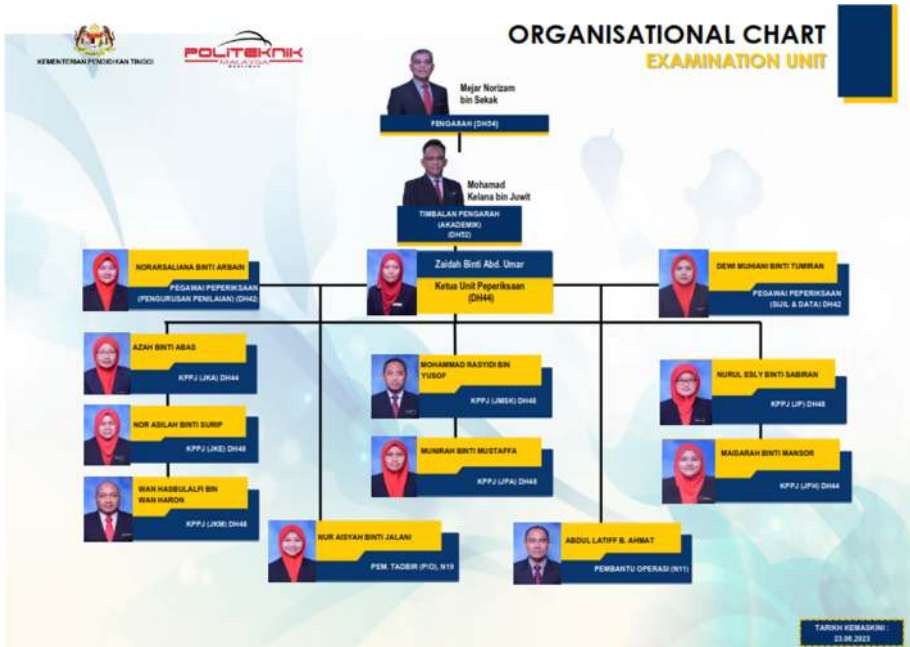 ORGANISATIONAL CHART
EXAMINATION UNIT
KEMENTERIAN PENDIDIKAN TINGGI
POLITEKNIK
MALAYSIA
Mejar Norizam
bin Sekak
PENGARAH (DH54)
Mohamad
Kelana bin Juwit
TIMBALAN PENGARAH
(AKADEMIK)
(DH52)
NORARSALIANA BINTI ARBAIN
PEGAWAI PEPERIKSAAN
(PENGURUSAN PENILAIAN) (DH42)
Zaidah Binti Abd. Umar
Ketua Unit Peperiksaan
(DH44)
DEWI MUHIANI BINTI TUMIRAN
PEGAWAI PEPERIKSAAN
(SIJIL & DATA) DH42
AZAH BINTI ABAS
KPPJ (JKA) DH44
MOHAMMAD RASYIDI BIN
YUSOF
KPPJ (JMSK) DH48
NURUL ESLY BINTI SABIRAN
KPPJ (JP) DH48
NOR ASILAH BINTI SURIP
KPPJ (JKE) DH48
MUNIRAH BINTI MUSTAFFA
KPPJ (JPA) DH48
MAISARAH BINTI MANSOR
KPPJ (JPH) DH44
WAN HASBULALFI BIN
WAN HARON
KPPJ (JKM) DH48
NUR AISYAH BINTI JALANI
PEM. TADBIR (P/O), N19
ABDUL LATIFF B. AHMAT
PEMBANTU OPERASI (N11)
TARIKH KEMASKINI :
23.06.2023